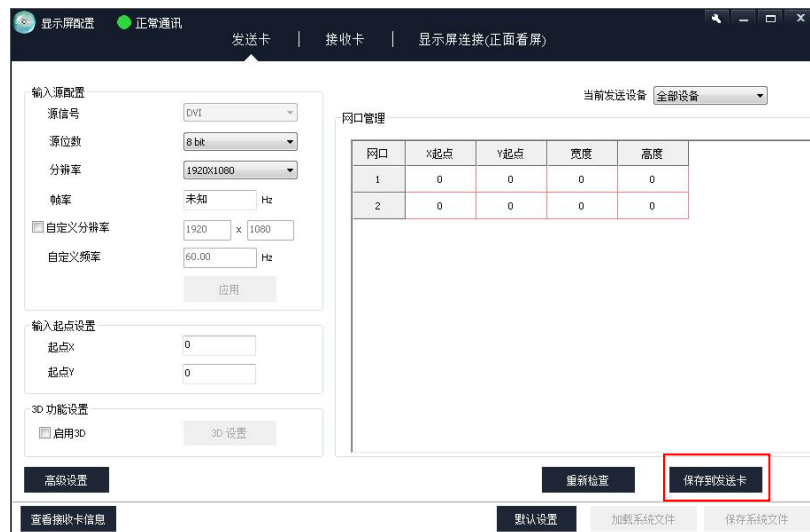 显示屏配置 正常通讯
发送卡 | 接收卡 | 显示屏连接(正面看屏)
当前发送设备 全部设备
输入源配置
源信号 DVI
源位数 8 bit
分辨率 1920X1080
帧率 未知 Hz
自定义分辨率 1920 x 1080
自定义频率 60.00 Hz
应用
输入起点设置
起点X 0
起点Y 0
3D 功能设置
启用3D 3D 设置
网口管理
网口 X起点 Y起点 宽度 高度
1 0 0 0 0
2 0 0 0 0
高级设置 重新检查 保存到发送卡
查看接收卡信息 默认设置 加载系统文件 保存系统文件